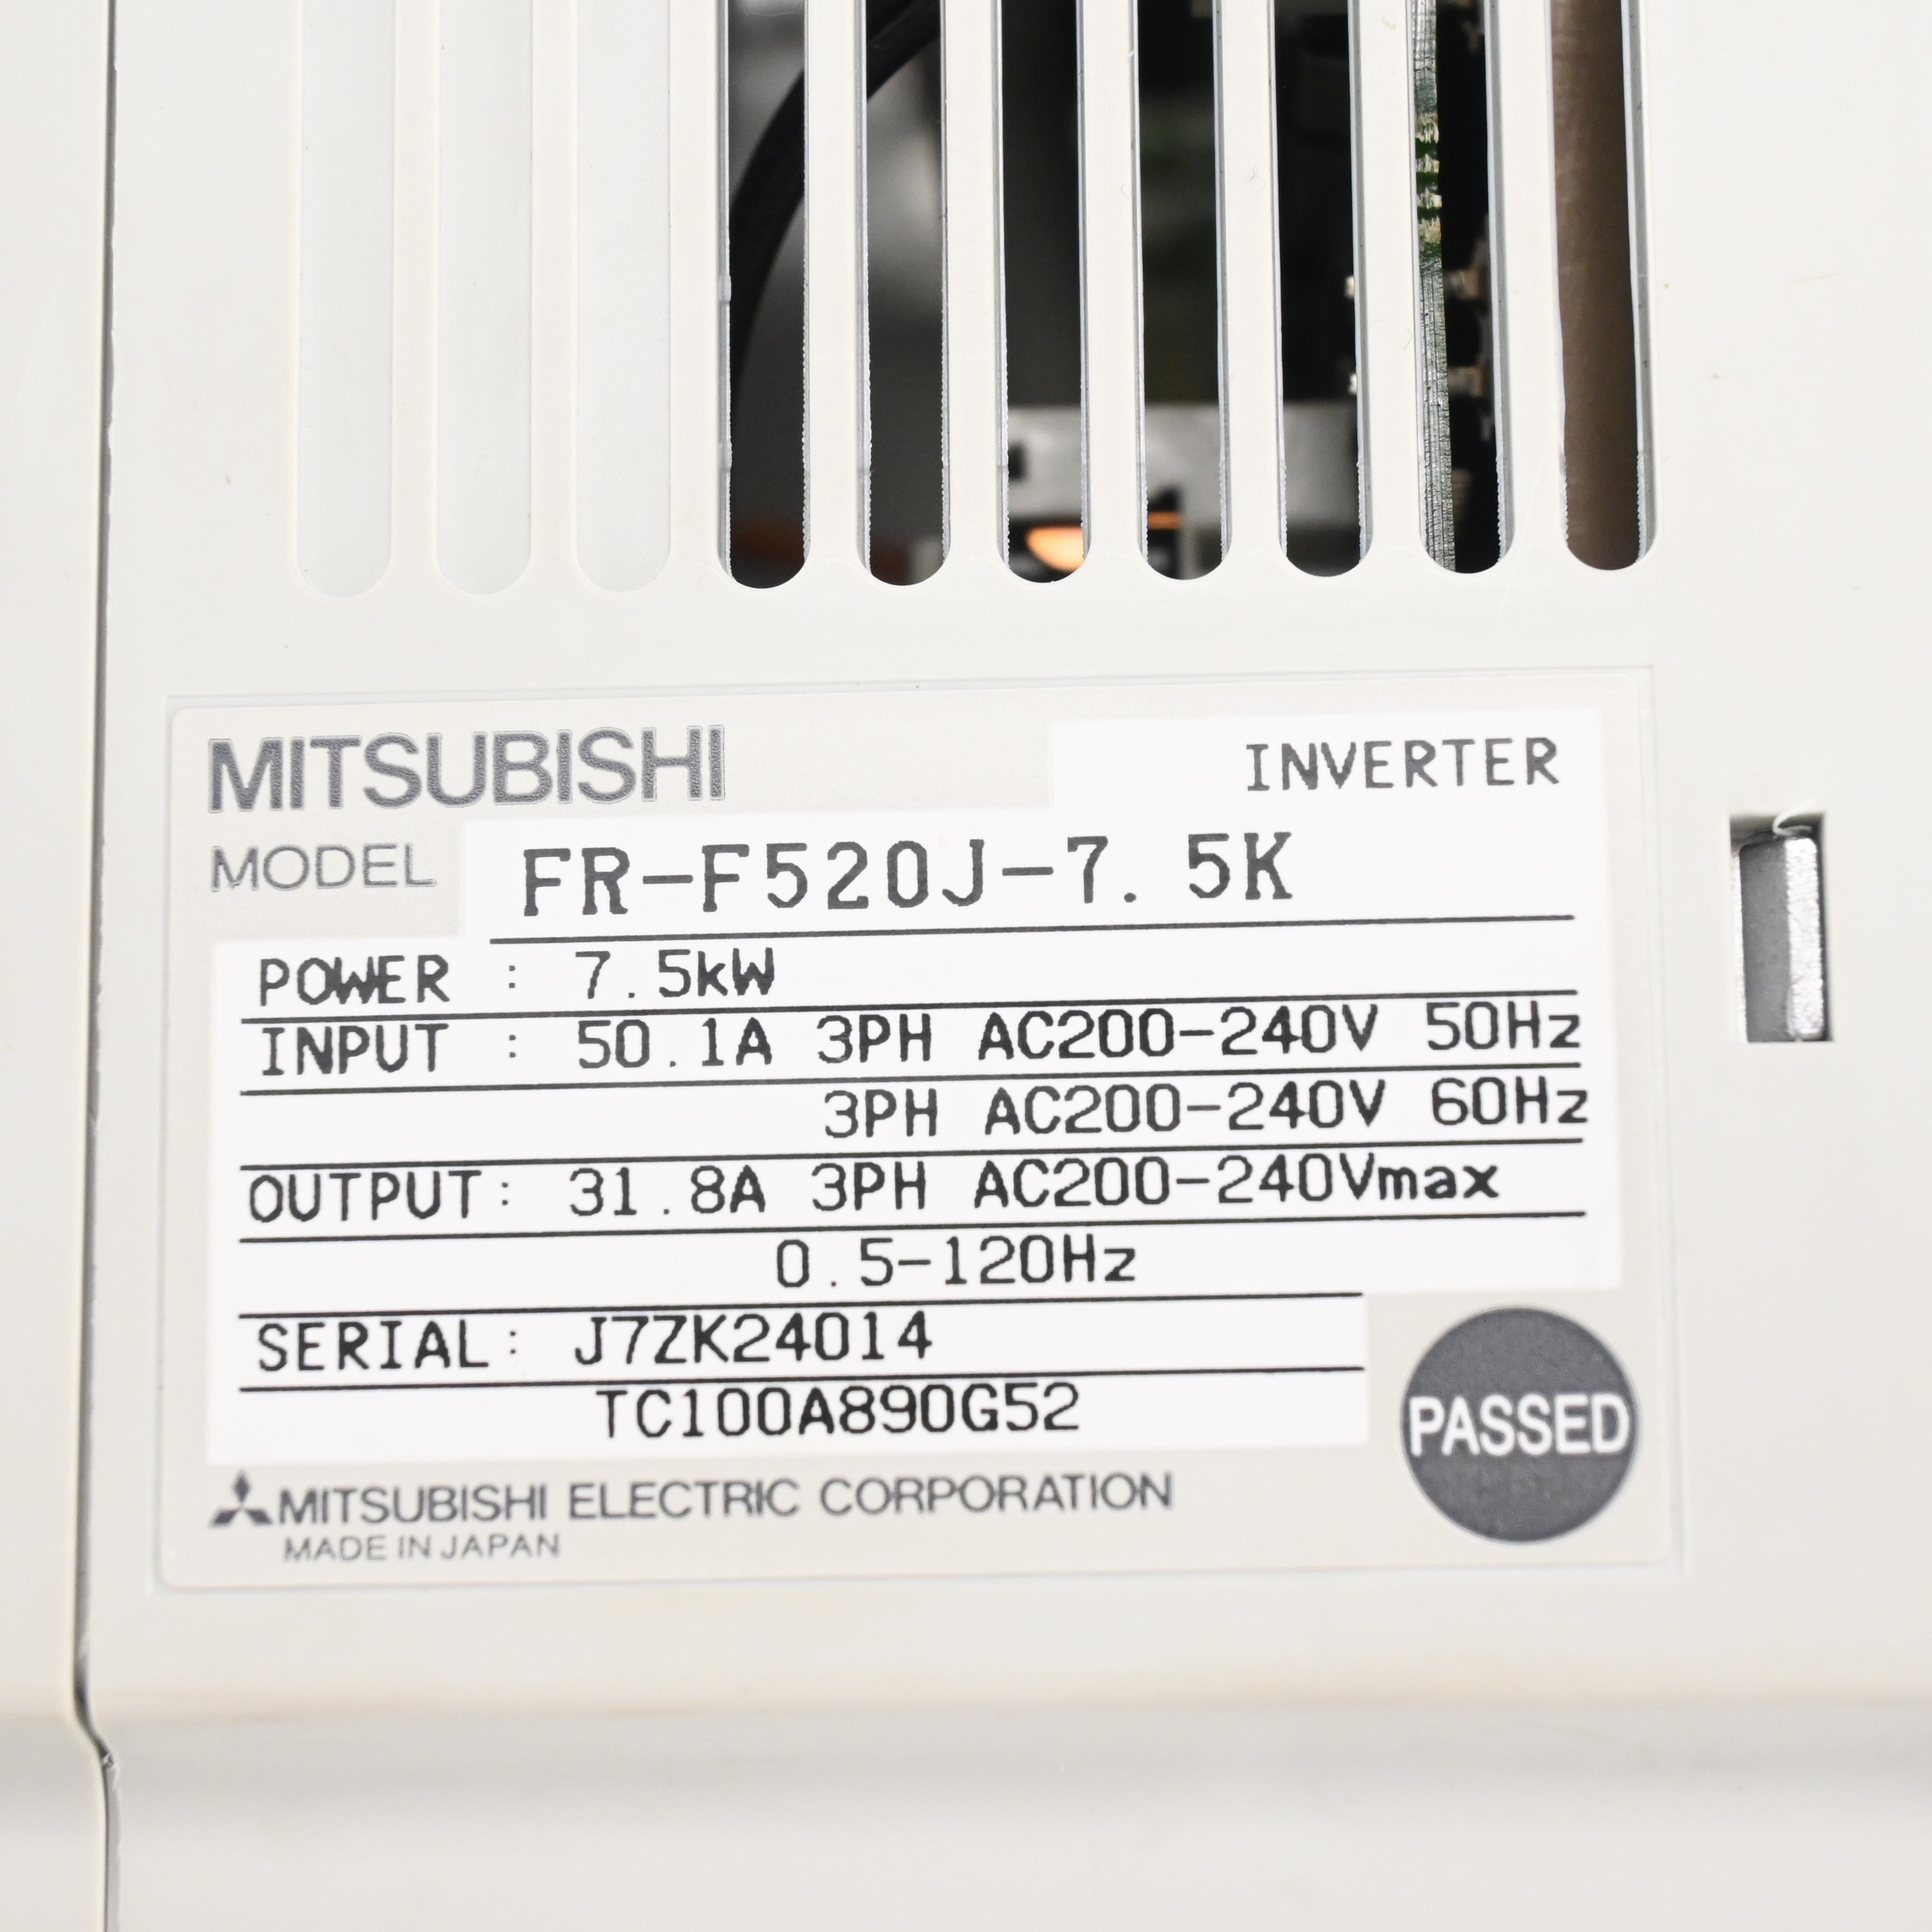 MITSUBISHI
INVERTER
MODEL FR-F520J-7.5K
POWER : 7.5kW
INPUT : 50.1A 3PH AC200-240V 50Hz
3PH AC200-240V 60Hz
OUTPUT: 31.8A 3PH AC200-240Vmax
0.5-120Hz
SERIAL: J7ZK24014
TC100A890G52
PASSED
MITSUBISHI ELECTRIC CORPORATION
MADE IN JAPAN